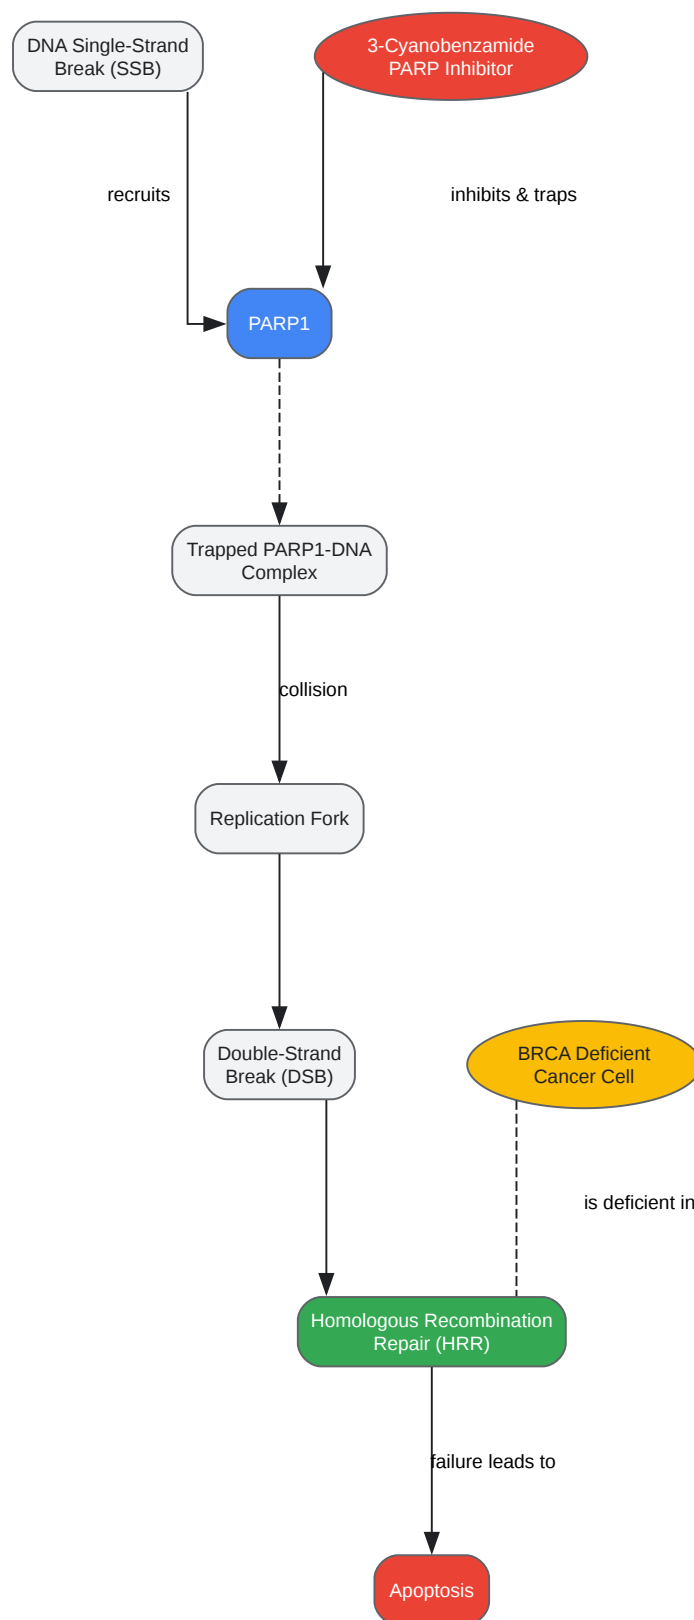 DNA Single-Strand
Break (SSB)
3-Cyanobenzamide
PARP Inhibitor
recruits
inhibits & traps
PARP1
Trapped PARP1-DNA
Complex
collision
Replication Fork
Double-Strand
Break (DSB)
BRCA Deficient
Cancer Cell
is deficient in
Homologous Recombination
Repair (HRR)
failure leads to
Apoptosis